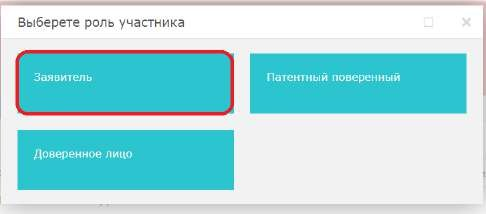 Выберете роль участника
Заявитель
Патентный поверенный
Доверенное лицо